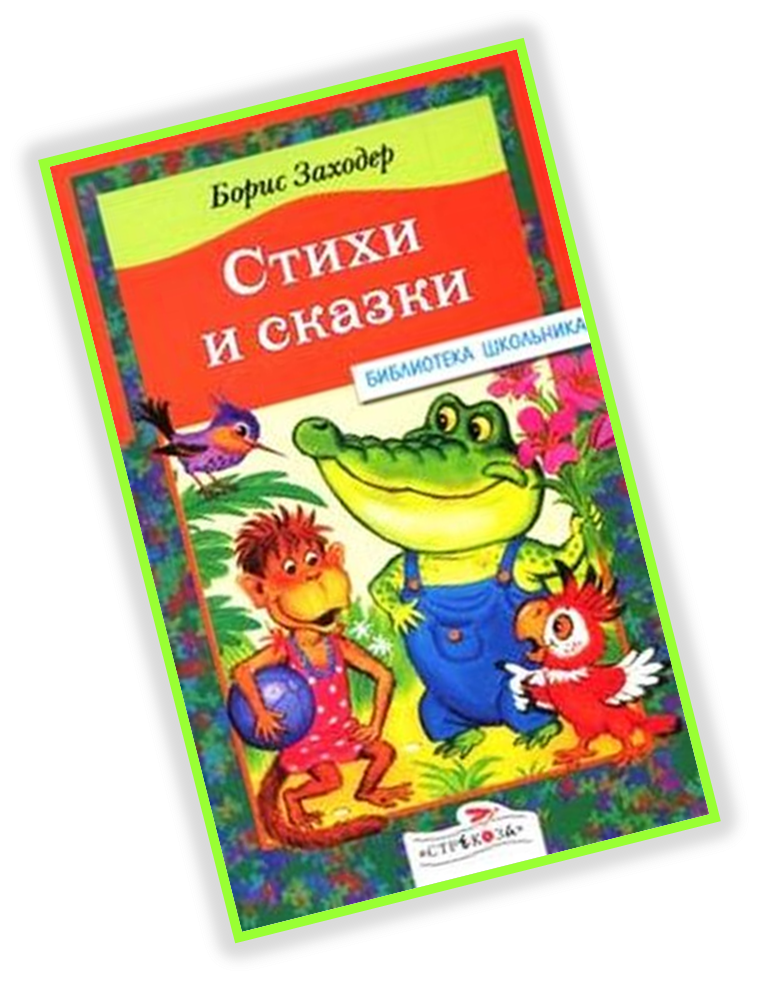 Борис Заходер
Стихи
и сказки
БИБЛИОТЕКА ШКОЛЬНИКА
«СТРЕКОЗА»